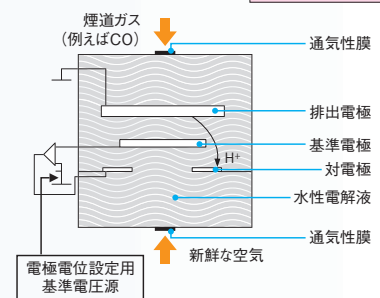 煙道ガス
(例えばCO)
通気性膜
排出電極
基準電極
H⁺
対電極
水性電解液
通気性膜
新鮮な空気
電極電位設定用
基準電圧源